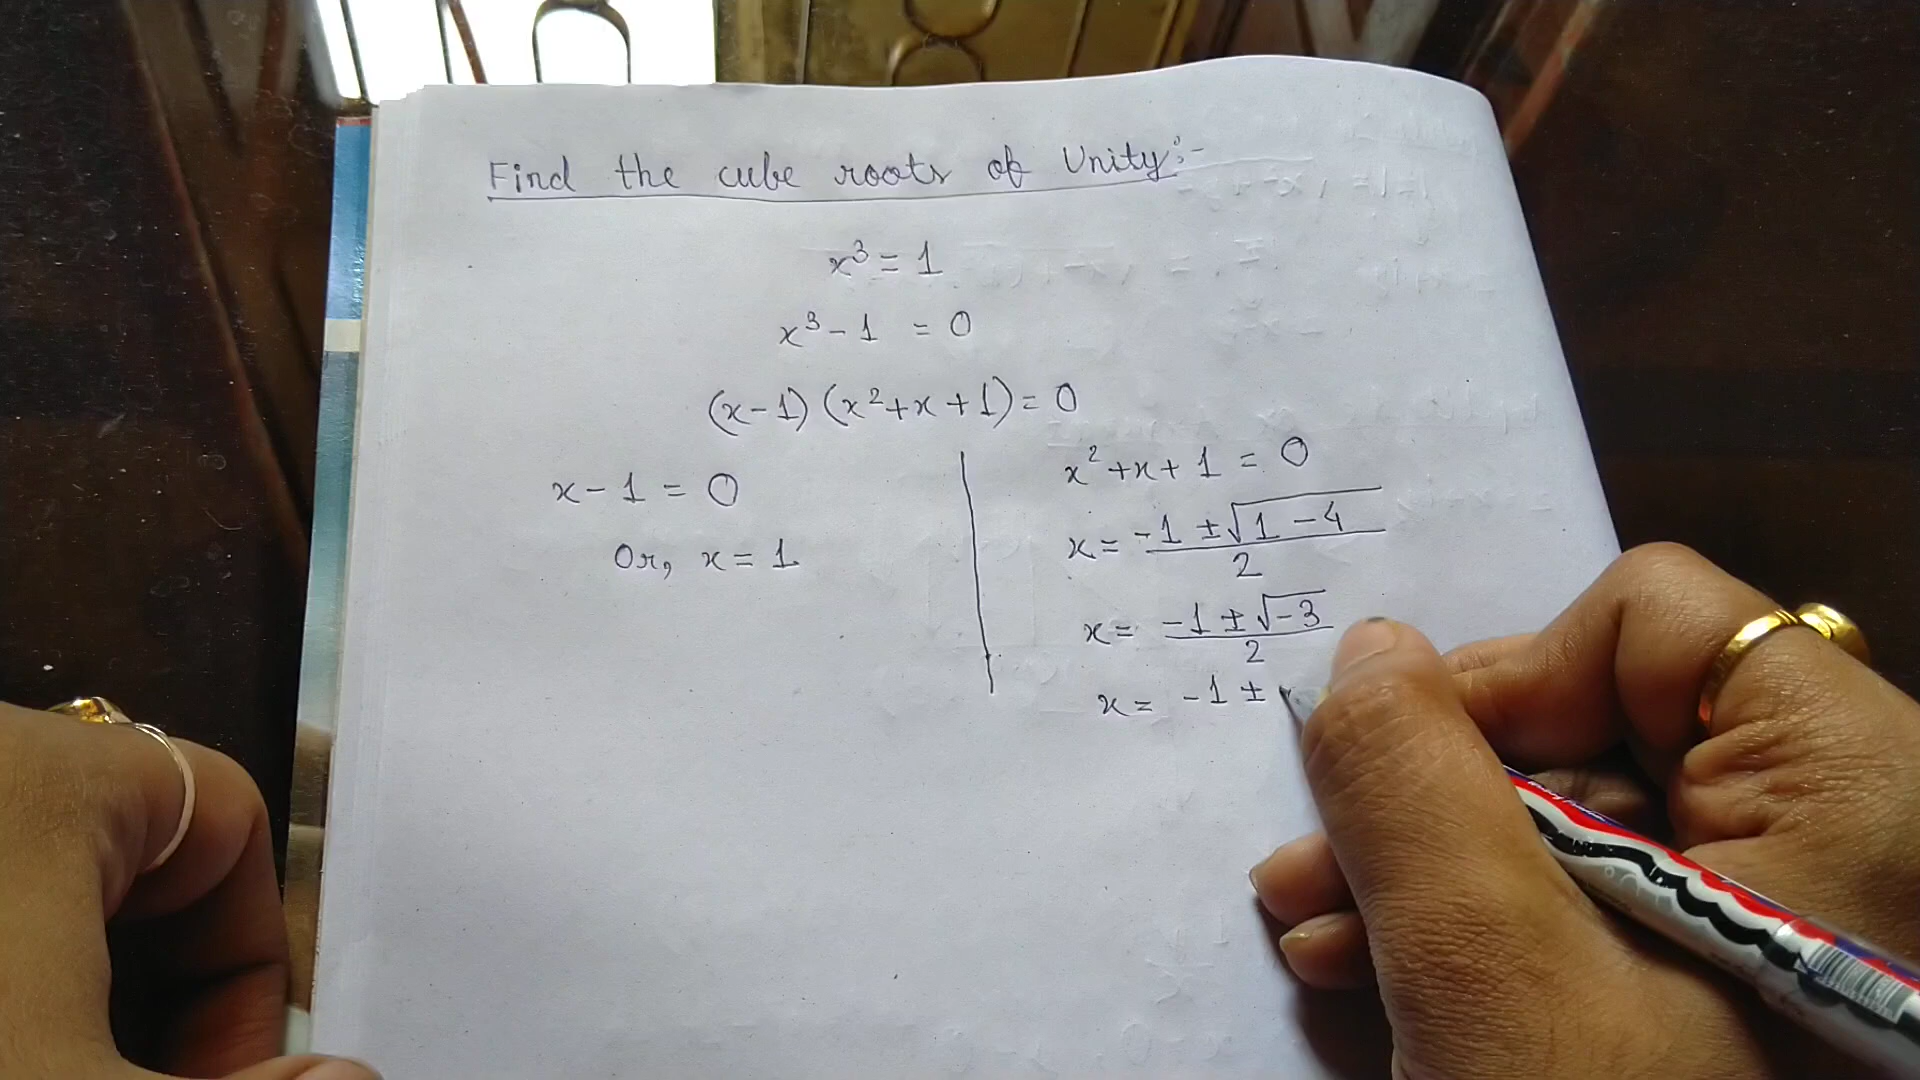 Find the cube roots of Unity:-
x³ = 1
x³ - 1 = 0
(x-1) (x²+x+1) = 0
x - 1 = 0
Or, x = 1
x² + x + 1 = 0
x = (-1 ± √(1 - 4))/2
x = (-1 ± √(-3))/2
x = -1 ±